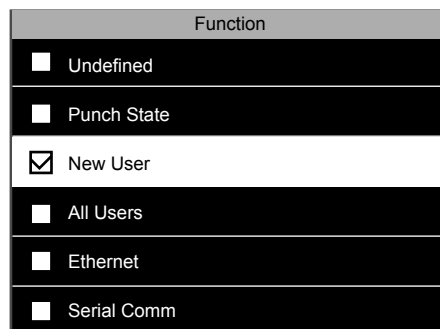 Function
Undefined
Punch State
New User
All Users
Ethernet
Serial Comm